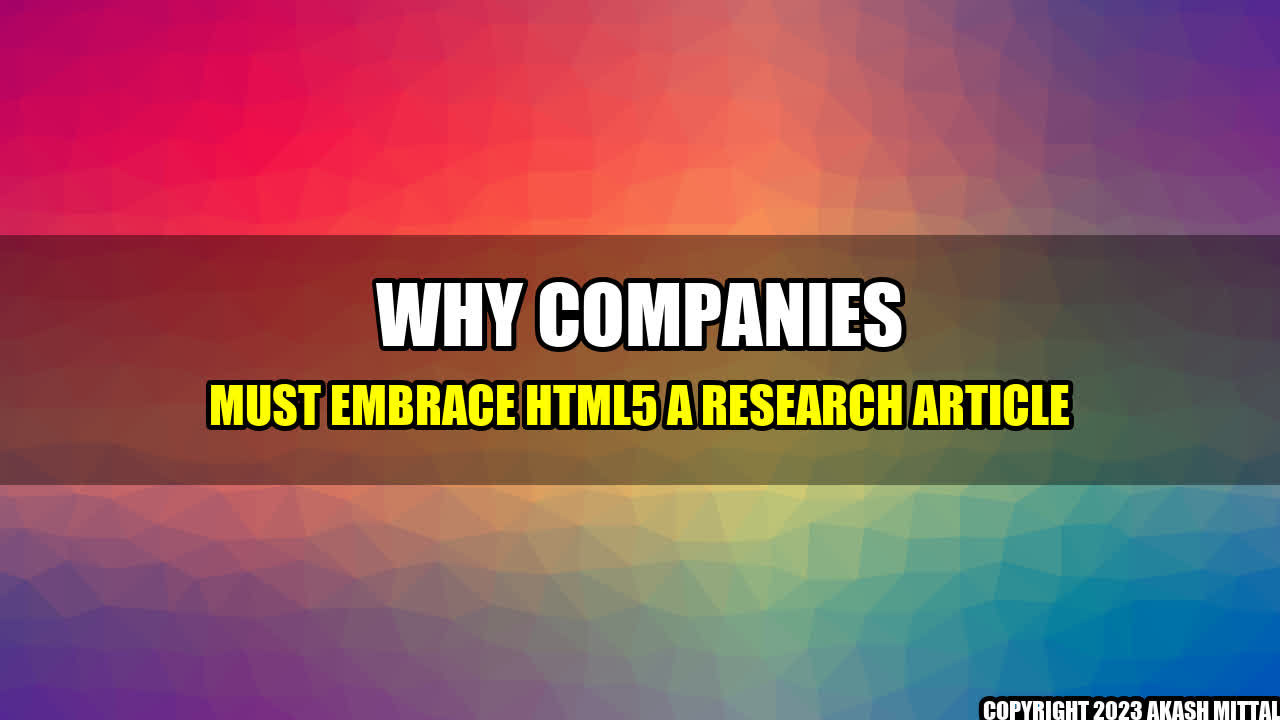 WHY COMPANIES
MUST EMBRACE HTML5 A RESEARCH ARTICLE
COPYRIGHT 2023 AKASH MITTAL